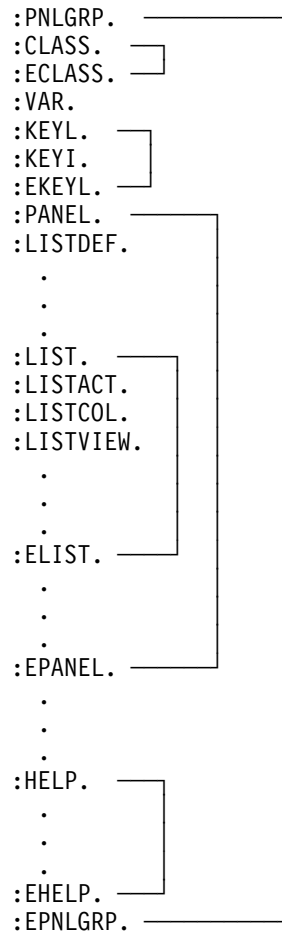 :PNLGRP.
:CLASS.
:ECLASS.
:VAR.
:KEYL.
:KEYI.
:EKEYL.
:PANEL.
:LISTDEF.
.
.
.
:LIST.
:LISTACT.
:LISTCOL.
:LISTVIEW.
.
.
.
:ELIST.
.
.
.
:EPANEL.
.
.
.
:HELP.
.
.
.
:EHELP.
:EPNLGRP.